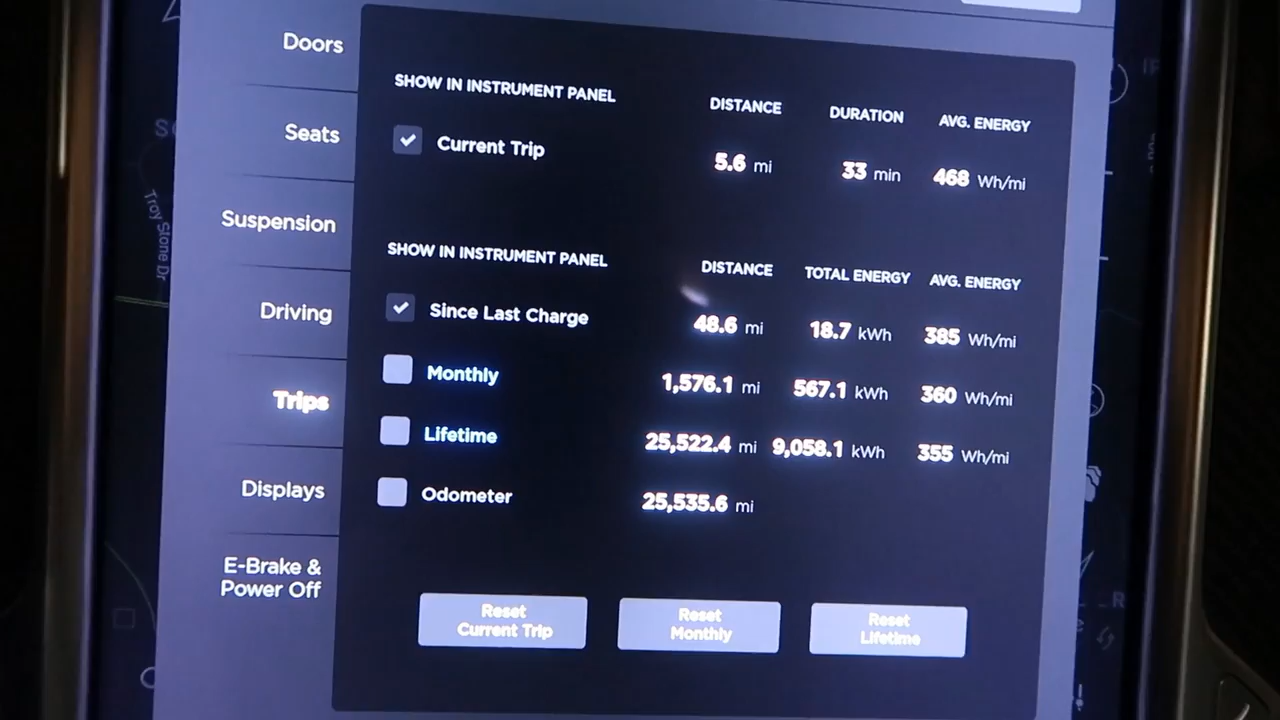 Doors
Seats
Suspension
Driving
Trips
Displays
E-Brake &
Power Off
SHOW IN INSTRUMENT PANEL DISTANCE DURATION AVG. ENERGY
Current Trip 5.6 mi 33 min 468 Wh/mi
SHOW IN INSTRUMENT PANEL DISTANCE TOTAL ENERGY AVG. ENERGY
Since Last Charge 48.6 mi 18.7 kWh 385 Wh/mi
Monthly 1,576.1 mi 567.1 kWh 360 Wh/mi
Lifetime 25,522.4 mi 9,058.1 kWh 355 Wh/mi
Odometer 25,535.6 mi
Reset
Current Trip
Reset
Monthly
Reset
Lifetime
Troy Slone Dr